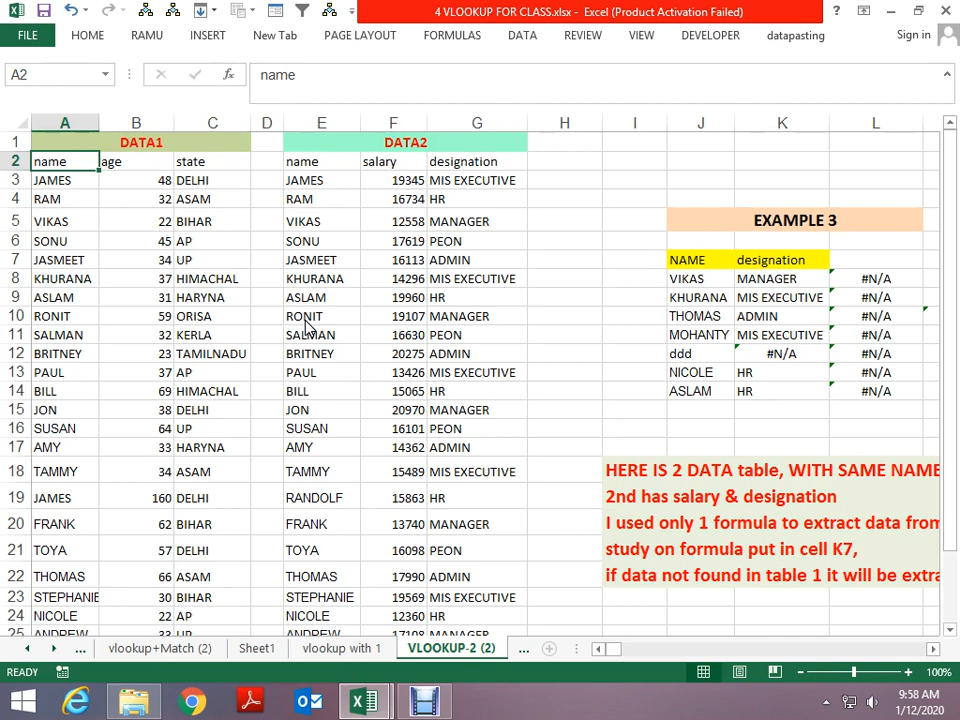 4 VLOOKUP FOR CLASS.xlsx - Excel (Product Activation Failed)
FILE HOME RAMU INSERT New Tab PAGE LAYOUT FORMULAS DATA REVIEW VIEW DEVELOPER datapasting Sign in
A2 fx name
A B C D E F G H I J K L
1 DATA1 DATA2
2 name age state name salary designation
3 JAMES 48 DELHI JAMES 19345 MIS EXECUTIVE
4 RAM 32 ASAM RAM 16734 HR
5 VIKAS 22 BIHAR VIKAS 12558 MANAGER EXAMPLE 3
6 SONU 45 AP SONU 17619 PEON
7 JASMEET 34 UP JASMEET 16113 ADMIN NAME designation
8 KHURANA 37 HIMACHAL KHURANA 14296 MIS EXECUTIVE VIKAS MANAGER #N/A
9 ASLAM 31 HARYNA ASLAM 19960 HR KHURANA MIS EXECUTIVE #N/A
10 RONIT 59 ORISA RONIT 19107 MANAGER THOMAS ADMIN #N/A
11 SALMAN 32 KERLA SALMAN 16630 PEON MOHANTY MIS EXECUTIVE #N/A
12 BRITNEY 23 TAMILNADU BRITNEY 20275 ADMIN ddd #N/A #N/A
13 PAUL 37 AP PAUL 13426 MIS EXECUTIVE NICOLE HR #N/A
14 BILL 69 HIMACHAL BILL 15065 HR ASLAM HR #N/A
15 JON 38 DELHI JON 20970 MANAGER
16 SUSAN 64 UP SUSAN 16101 PEON
17 AMY 33 HARYNA AMY 14362 ADMIN
18 TAMMY 34 ASAM TAMMY 15489 MIS EXECUTIVE HERE IS 2 DATA table, WITH SAME NAME
19 JAMES 160 DELHI RANDOLF 15863 HR 2nd has salary & designation
20 FRANK 62 BIHAR FRANK 13740 MANAGER I used only 1 formula to extract data from
21 TOYA 57 DELHI TOYA 16098 PEON study on formula put in cell K7,
22 THOMAS 66 ASAM THOMAS 17990 ADMIN if data not found in table 1 it will be extra
23 STEPHANIE 30 BIHAR STEPHANIE 19569 MIS EXECUTIVE
24 NICOLE 22 AP NICOLE 12360 HR
25 ANDREW 33 UP ANDREW 17108 MANAGER
... vlookup+Match (2) Sheet1 vlookup with 1 VLOOKUP-2 (2) ...
READY 100%
9:58 AM
1/12/2020